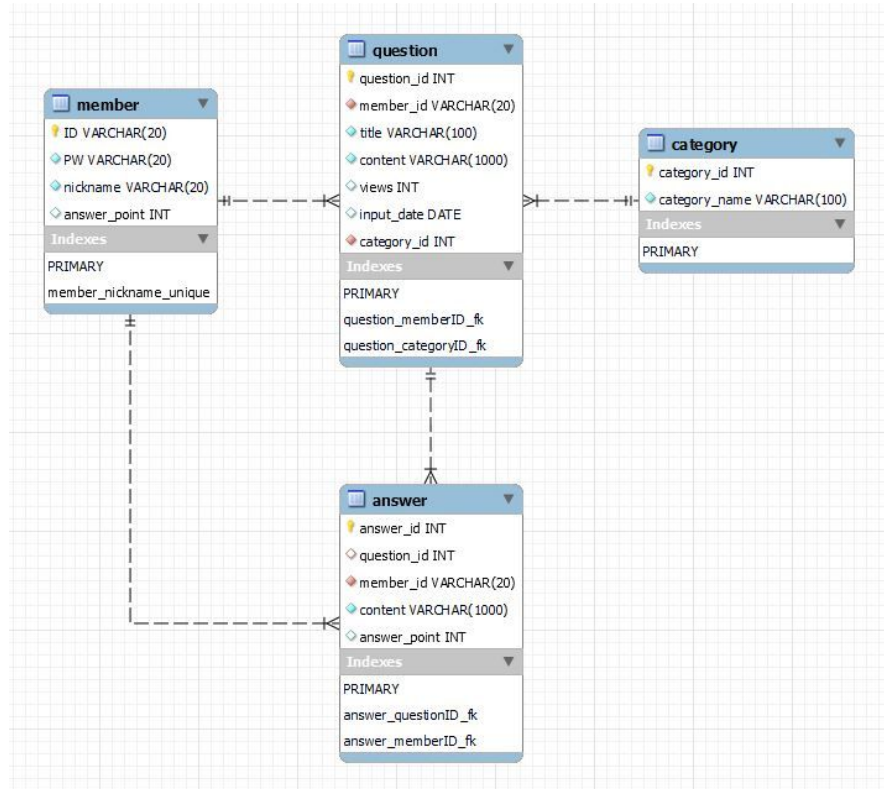 member
ID VARCHAR(20)
PW VARCHAR(20)
nickname VARCHAR(20)
answer_point INT
Indexes
PRIMARY
member_nickname_unique
question
question_id INT
member_id VARCHAR(20)
title VARCHAR(100)
content VARCHAR(1000)
views INT
input_date DATE
category_id INT
Indexes
PRIMARY
question_memberID_fk
question_categoryID_fk
category
category_id INT
category_name VARCHAR(100)
Indexes
PRIMARY
answer
answer_id INT
question_id INT
member_id VARCHAR(20)
content VARCHAR(1000)
answer_point INT
Indexes
PRIMARY
answer_questionID_fk
answer_memberID_fk